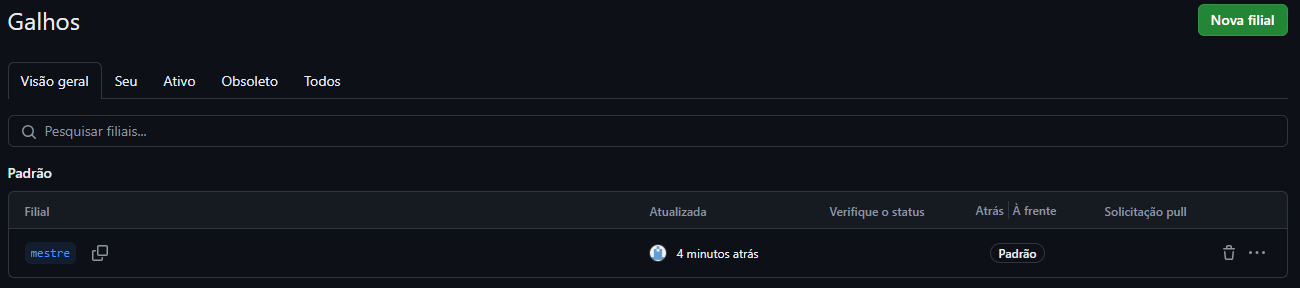 Galhos
Nova filial
Visão geral Seu Ativo Obsoleto Todos
Pesquisar filiais...
Padrão
Filial Atualizada Verifique o status Atrás À frente Solicitação pull
mestre 4 minutos atrás Padrão